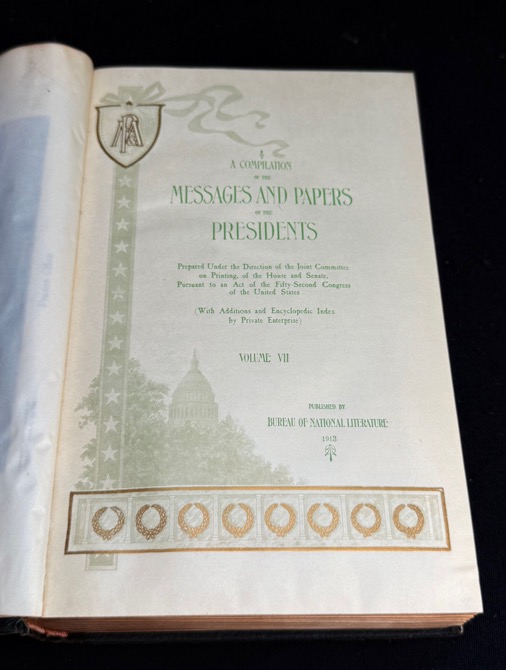 A COMPILATION
OF THE
MESSAGES AND PAPERS
OF THE
PRESIDENTS
Prepared Under the Direction of the Joint Committee
on Printing, of the House and Senate,
Pursuant to an Act of the Fifty-Second Congress
of the United States
(With Additions and Encyclopedic Index
by Private Enterprise)
VOLUME VII
PUBLISHED BY
BUREAU OF NATIONAL LITERATURE
1913